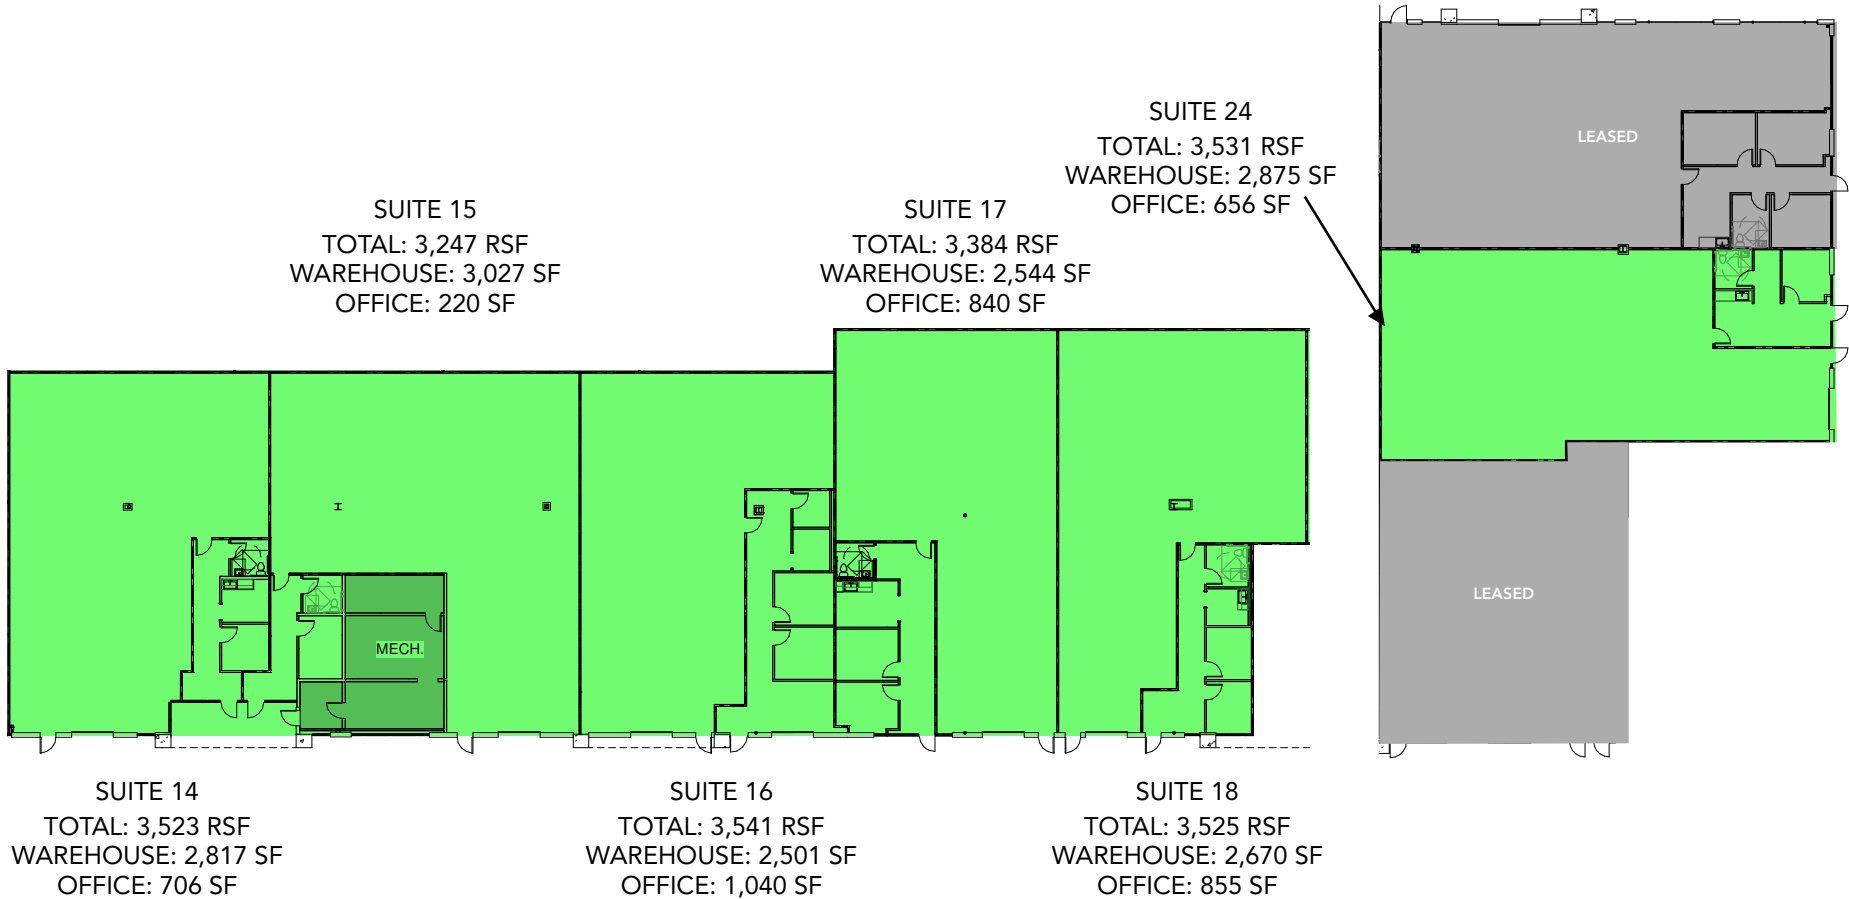 SUITE 24
TOTAL: 3,531 RSF
WAREHOUSE: 2,875 SF
OFFICE: 656 SF
LEASED
SUITE 15
TOTAL: 3,247 RSF
WAREHOUSE: 3,027 SF
OFFICE: 220 SF
SUITE 17
TOTAL: 3,384 RSF
WAREHOUSE: 2,544 SF
OFFICE: 840 SF
MECH.
LEASED
SUITE 14
TOTAL: 3,523 RSF
WAREHOUSE: 2,817 SF
OFFICE: 706 SF
SUITE 16
TOTAL: 3,541 RSF
WAREHOUSE: 2,501 SF
OFFICE: 1,040 SF
SUITE 18
TOTAL: 3,525 RSF
WAREHOUSE: 2,670 SF
OFFICE: 855 SF